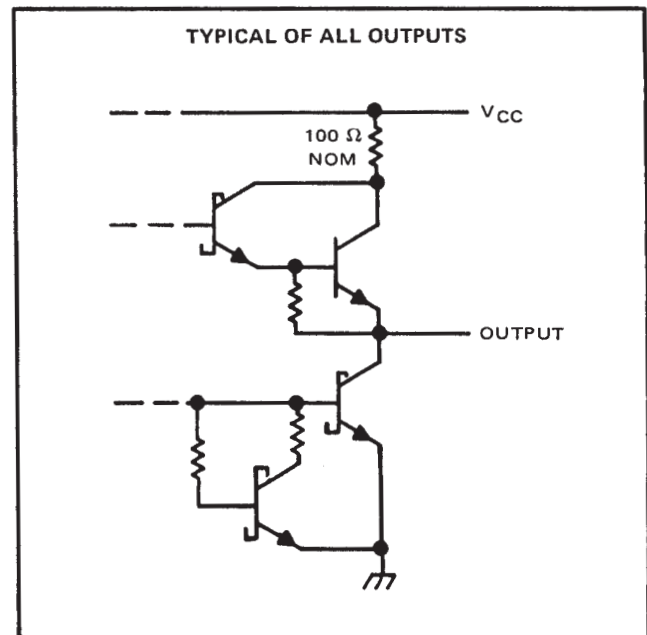 TYPICAL OF ALL OUTPUTS
VCC
100 Ω
NOM
OUTPUT